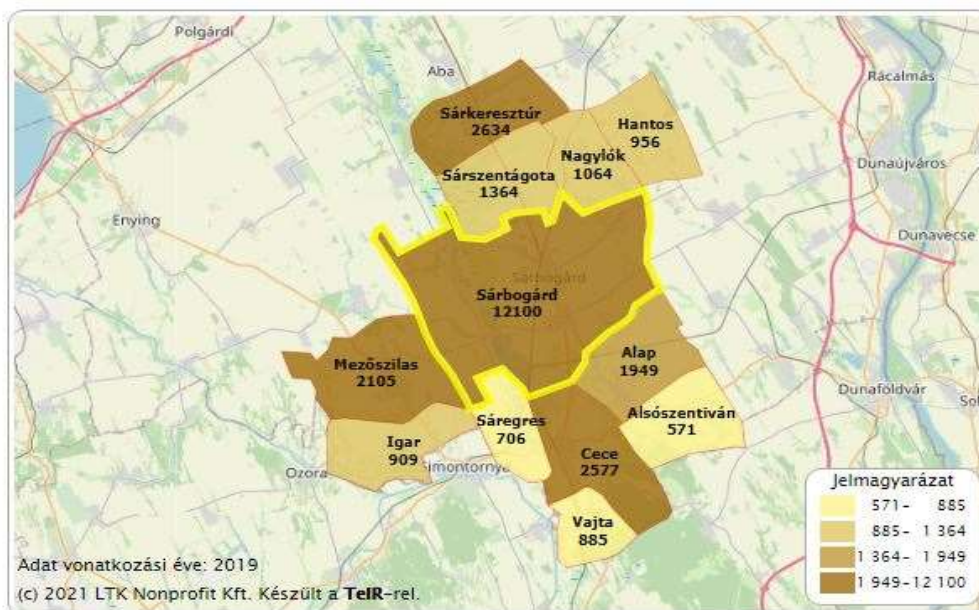 Polgárdi
Aba
Rácalmás
Sárkeresztúr
2634
Hantos
956
Nagylók
1064
Sárszentágota
1364
Dunaújváros
Enying
Dunavecse
Sárbogárd
Sárbogárd
12100
Mezőszilas
2105
Alap
1949
Dunaföldvár
Alsószentiván
571
Sáregres
706
Igar
909
Cece
2577
Ozora
Simontornya
Vajta
885
Jelmagyarázat
571- 885
885- 1 364
1 364- 1 949
1 949-12 100
Adat vonatkozási éve: 2019
(c) 2021 LTK Nonprofit Kft. Készült a TeIR-rel.